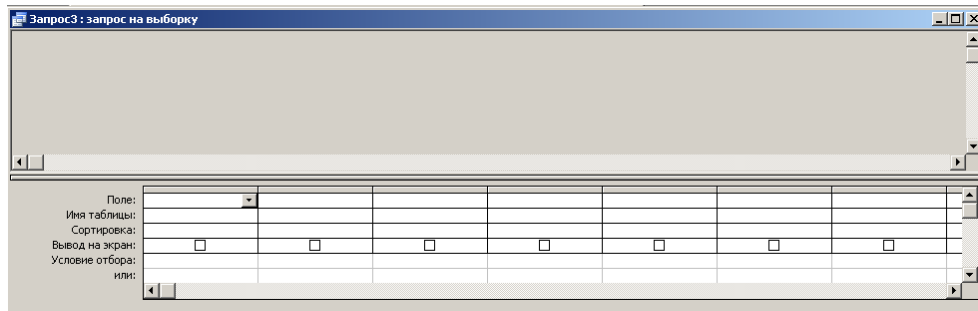 Запрос3 : запрос на выборку
Поле:
Имя таблицы:
Сортировка:
Вывод на экран:
Условие отбора:
или: